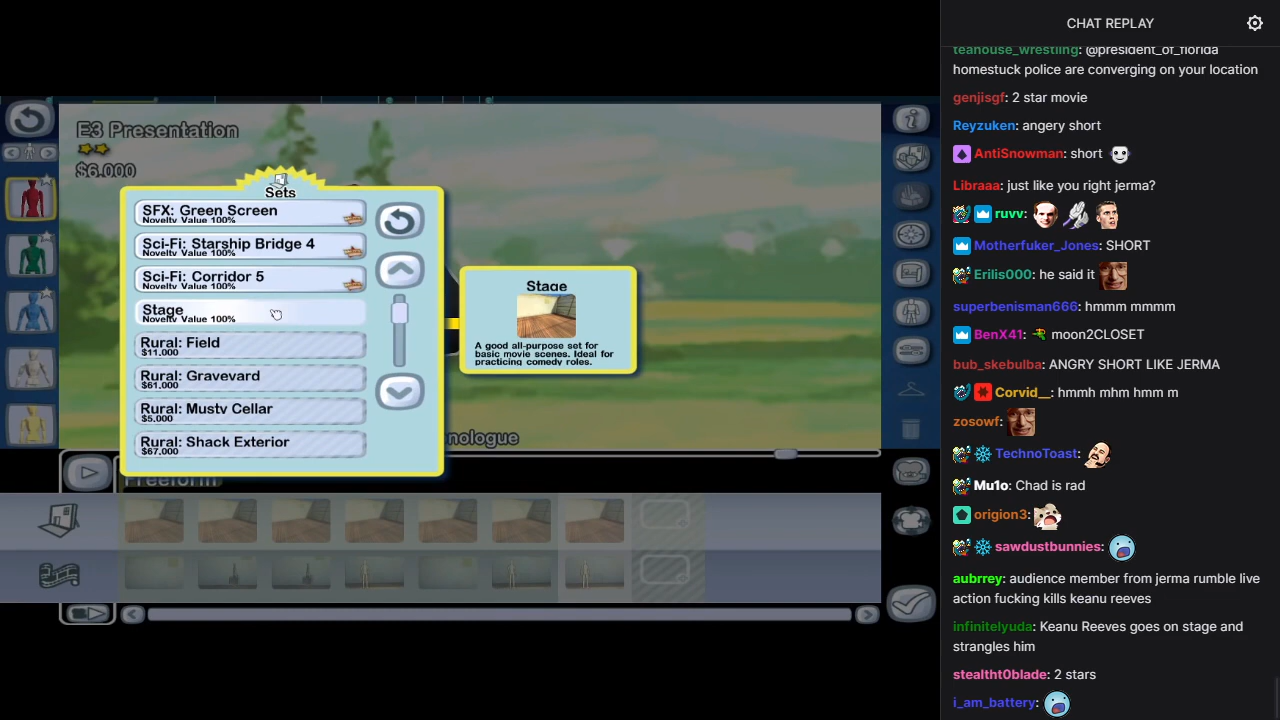 E3 Presentation
$6,000
Sets
SFX: Green Screen
Novelty Value 100%
Sci-Fi: Starship Bridge 4
Novelty Value 100%
Sci-Fi: Corridor 5
Novelty Value 100%
Stage
Novelty Value 100%
Rural: Field
$11,000
Rural: Graveyard
$61,000
Rural: Musty Cellar
$5,000
Rural: Shack Exterior
$67,000
Stage
A good all-purpose set for
basic movie scenes. Ideal for
practicing comedy roles.
nologue
Freeform
CHAT REPLAY
teahouse_wrestling: @president_of_florida
homestuck police are converging on your location
genjisgf: 2 star movie
Reyzuken: angery short
AntiSnowman: short
Libraaa: just like you right jerma?
ruvv:
Motherfuker_Jones: SHORT
Erilis000: he said it
superbenisman666: hmmm mmmm
BenX41: moon2CLOSET
bub_skebulba: ANGRY SHORT LIKE JERMA
Corvid__: hmmh mhm hmm m
zosowf:
TechnoToast:
Mu1o: Chad is rad
origion3:
sawdustbunnies:
aubrrey: audience member from jerma rumble live
action fucking kills keanu reeves
infinitelyuda: Keanu Reeves goes on stage and
strangles him
stealtht0blade: 2 stars
i_am_battery: